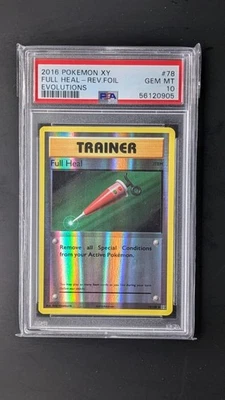 2016 POKEMON XY #78
FULL HEAL - REV.FOIL GEM MT
EVOLUTIONS 10
PSA 56120905
TRAINER
Full Heal
Remove all Special Conditions
from your Active Pokémon.